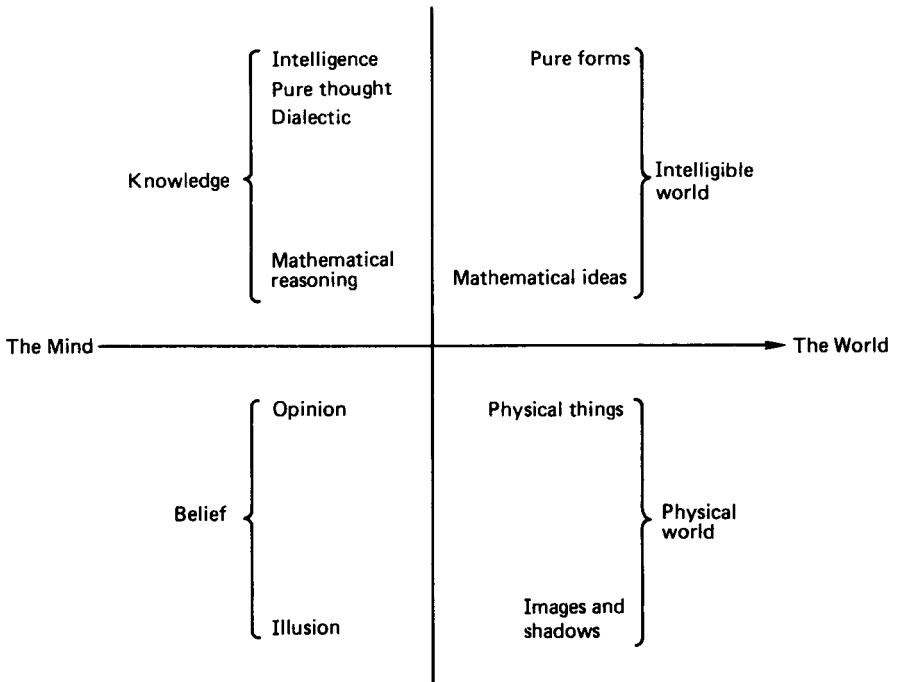 Intelligence
Pure thought
Dialectic
Knowledge
Mathematical
reasoning
Pure forms
Intelligible
world
Mathematical ideas
The Mind
The World
Opinion
Belief
Illusion
Physical things
Physical
world
Images and
shadows